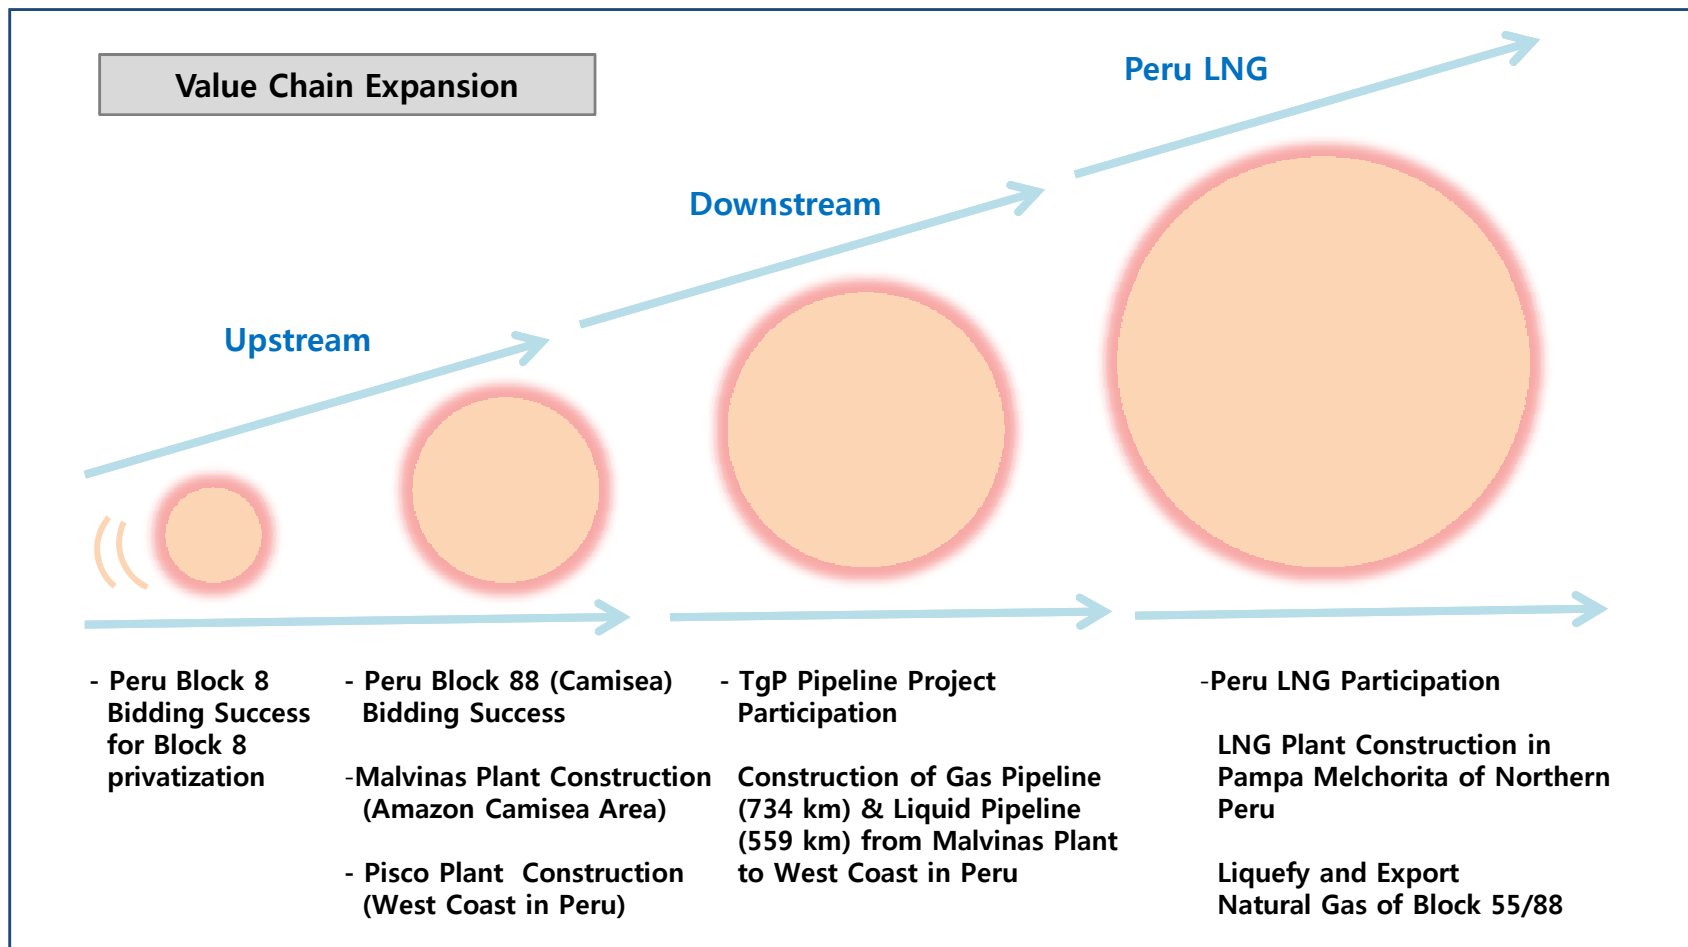 Value Chain Expansion
Peru LNG
Downstream
Upstream
- Peru Block 8
Bidding Success
for Block 8
privatization
- Peru Block 88 (Camisea)
Bidding Success
-Malvinas Plant Construction
(Amazon Camisea Area)
- Pisco Plant  Construction
(West Coast in Peru)
- TgP Pipeline Project
Participation
Construction of Gas Pipeline
(734 km) & Liquid Pipeline
(559 km) from Malvinas Plant
to West Coast in Peru
-Peru LNG Participation
LNG Plant Construction in
Pampa Melchorita of Northern
Peru
Liquefy and Export
Natural Gas of Block 55/88